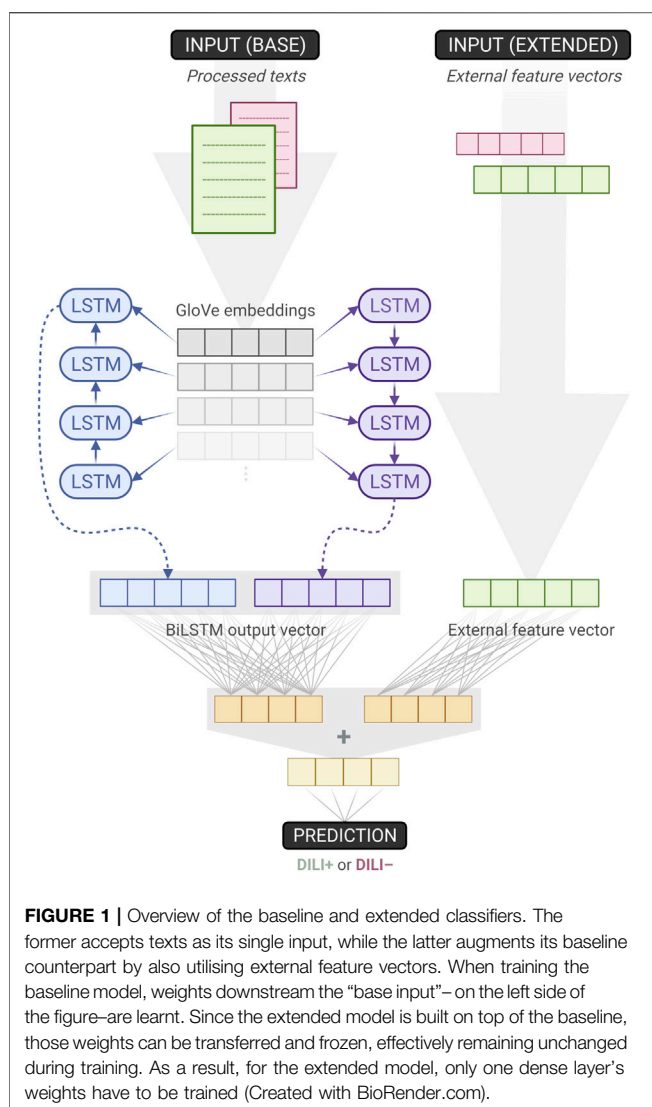 INPUT (BASE)
Processed texts
INPUT (EXTENDED)
External feature vectors
GloVe embeddings
LSTM
LSTM
LSTM
LSTM
LSTM
LSTM
LSTM
LSTM
BiLSTM output vector
External feature vector
+
PREDICTION
DILI+ or DILI−
FIGURE 1 | Overview of the baseline and extended classifiers. The
former accepts texts as its single input, while the latter augments its baseline
counterpart by also utilising external feature vectors. When training the
baseline model, weights downstream the “base input”– on the left side of
the figure–are learnt. Since the extended model is built on top of the baseline,
those weights can be transferred and frozen, effectively remaining unchanged
during training. As a result, for the extended model, only one dense layer’s
weights have to be trained (Created with BioRender.com).